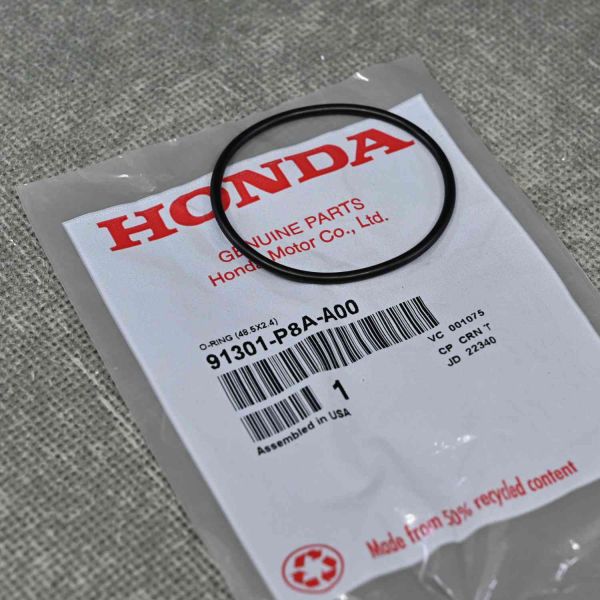 HONDA
GENUINE PARTS
Honda Motor Co., Ltd.
O-RING (48.5X2.4)
91301-P8A-A00
VC 001075
CP CRN T
JD 22340
1
Assembled in USA
Made from 50% recycled content